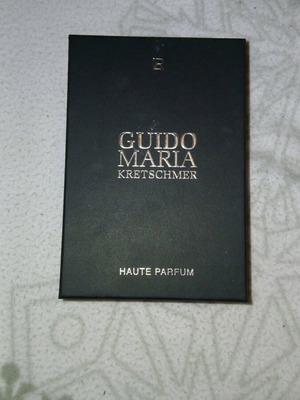 GUIDO
MARIA
KRETSCHMER
HAUTE PARFUM